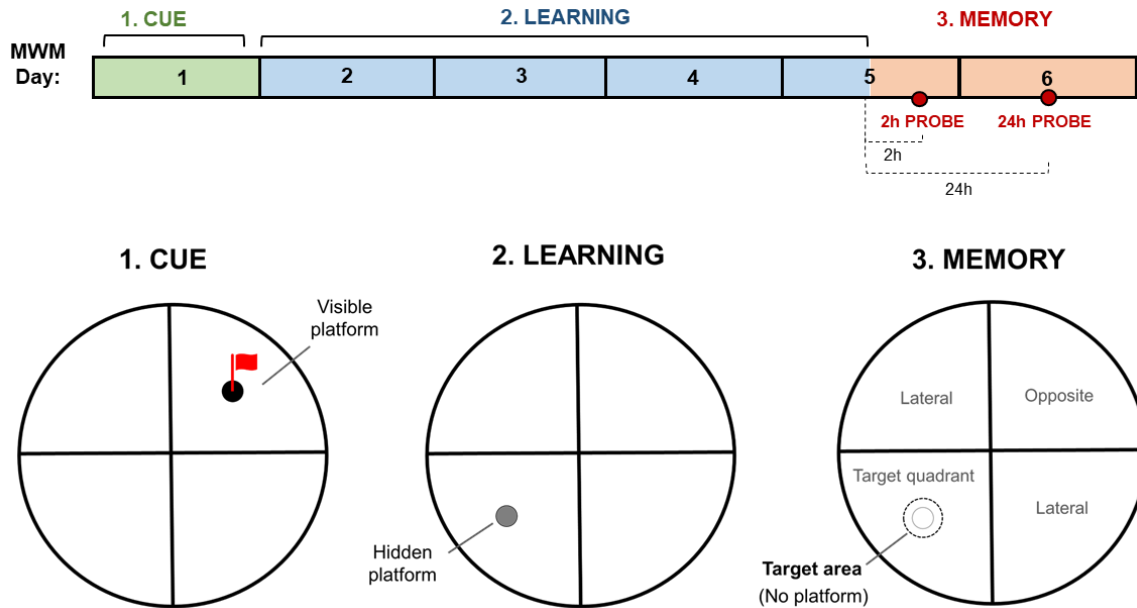 1. CUE
2. LEARNING
3. MEMORY
MWM
Day:
1
2
3
4
5
6
2h PROBE
24h PROBE
2h
24h
1. CUE
2. LEARNING
3. MEMORY
Visible
platform
Hidden
platform
Lateral
Opposite
Target quadrant
Lateral
Target area
(No platform)